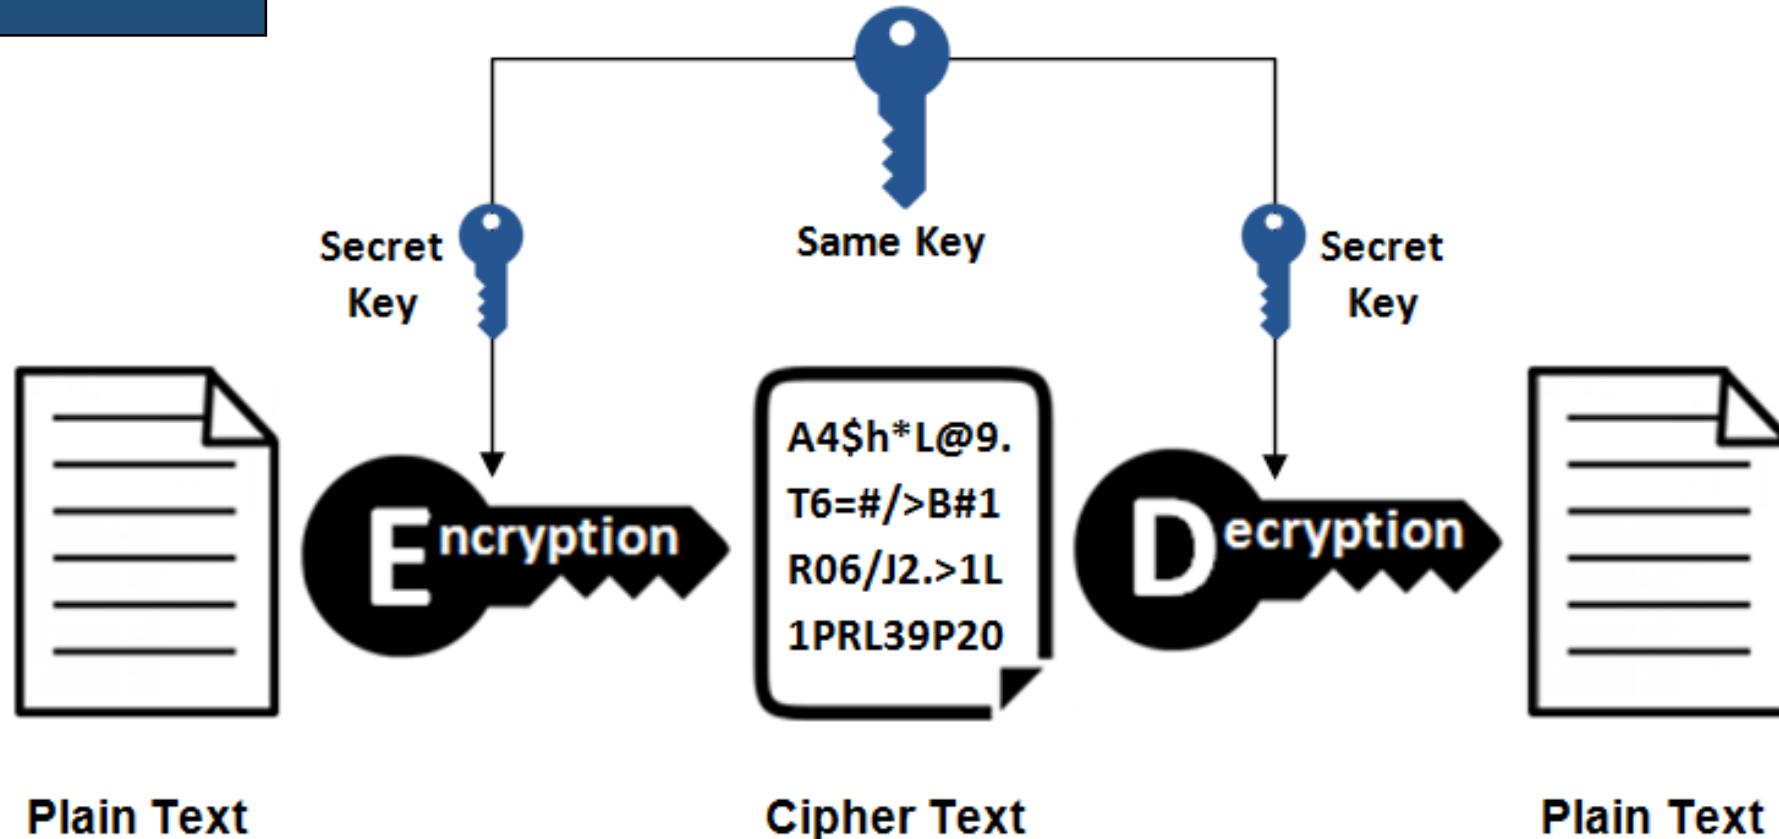 Same Key
Secret
Key
Secret
Key
Encryption
A4$h*L@9.
T6=#/>B#1
R06/J2.>1L
1PRL39P20
Decryption
Plain Text
Cipher Text
Plain Text